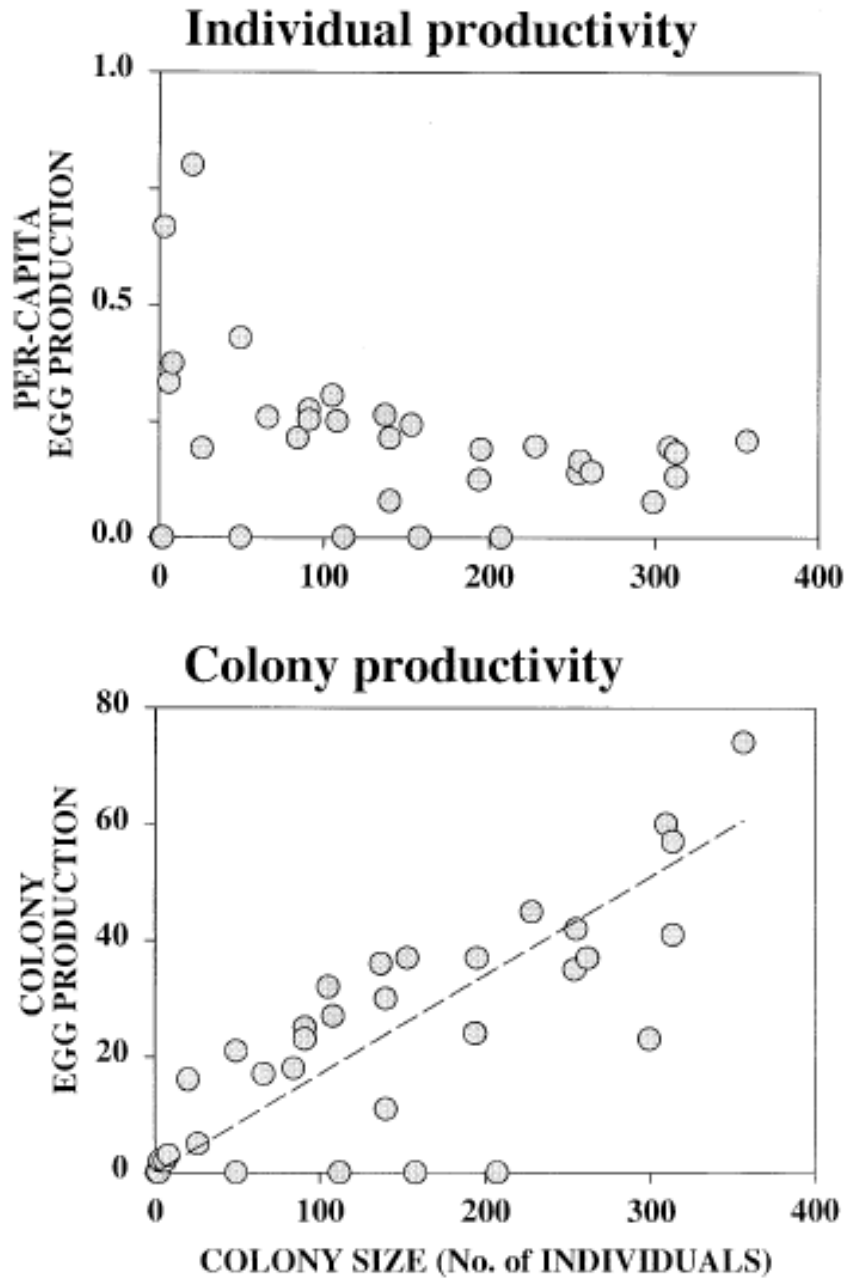 Individual productivity
1.0
0.5
0.0
PER-CAPITA
EGG PRODUCTION
0 100 200 300 400
Colony productivity
80
60
40
20
0
COLONY
EGG PRODUCTION
0 100 200 300 400
COLONY SIZE (No. of INDIVIDUALS)